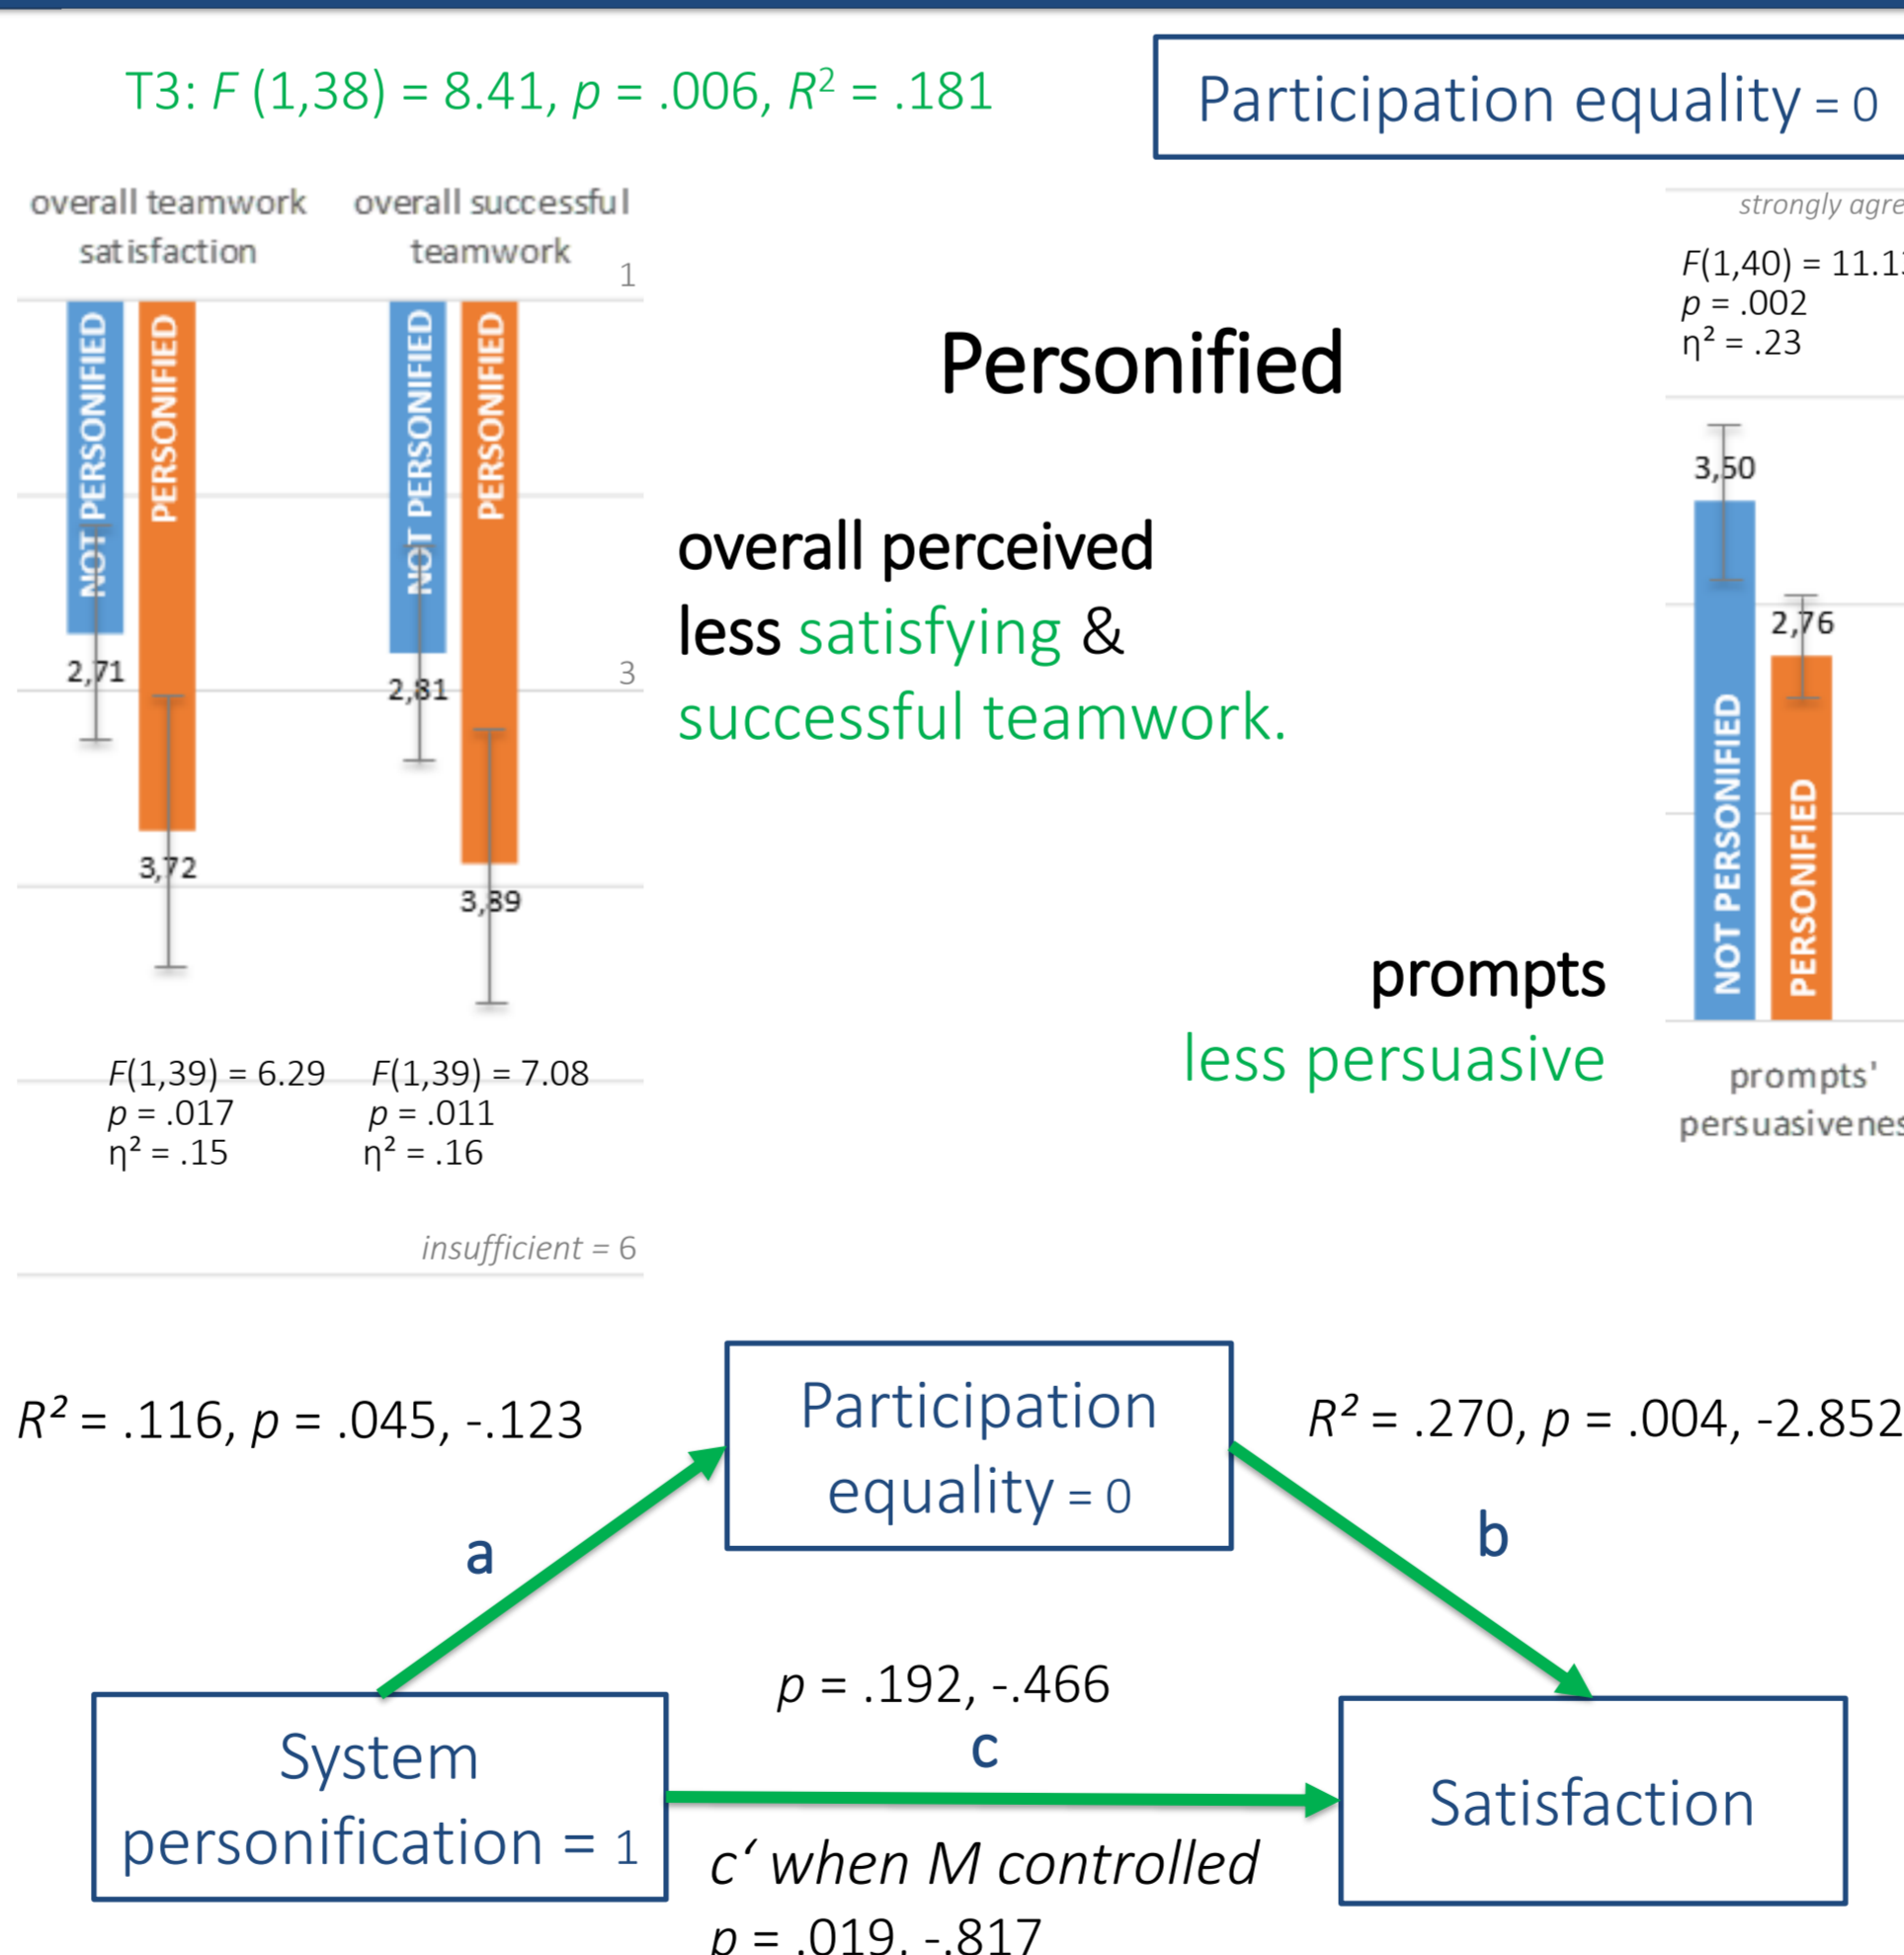 T3: F (1,38) = 8.41, p = .006, R² = .181
Participation equality = 0
overall teamwork
satisfaction
overall successful
teamwork
1
NOT PERSONIFIED
PERSONIFIED
NOT PERSONIFIED
PERSONIFIED
2,71
3,72
2,81
3,89
3
F(1,39) = 6.29
p = .017
η² = .15
F(1,39) = 7.08
p = .011
η² = .16
insufficient = 6
Personified
overall perceived
less satisfying &
successful teamwork.
prompts
less persuasive
strongly agre
F(1,40) = 11.1
p = .002
η² = .23
3,50
2,76
NOT PERSONIFIED
PERSONIFIED
prompts'
persuasivenes
R² = .116, p = .045, -.123
Participation
equality = 0
R² = .270, p = .004, -2.852
a
b
p = .192, -.466
c
System
personification = 1
Satisfaction
c‘ when M controlled
p = .019, -.817